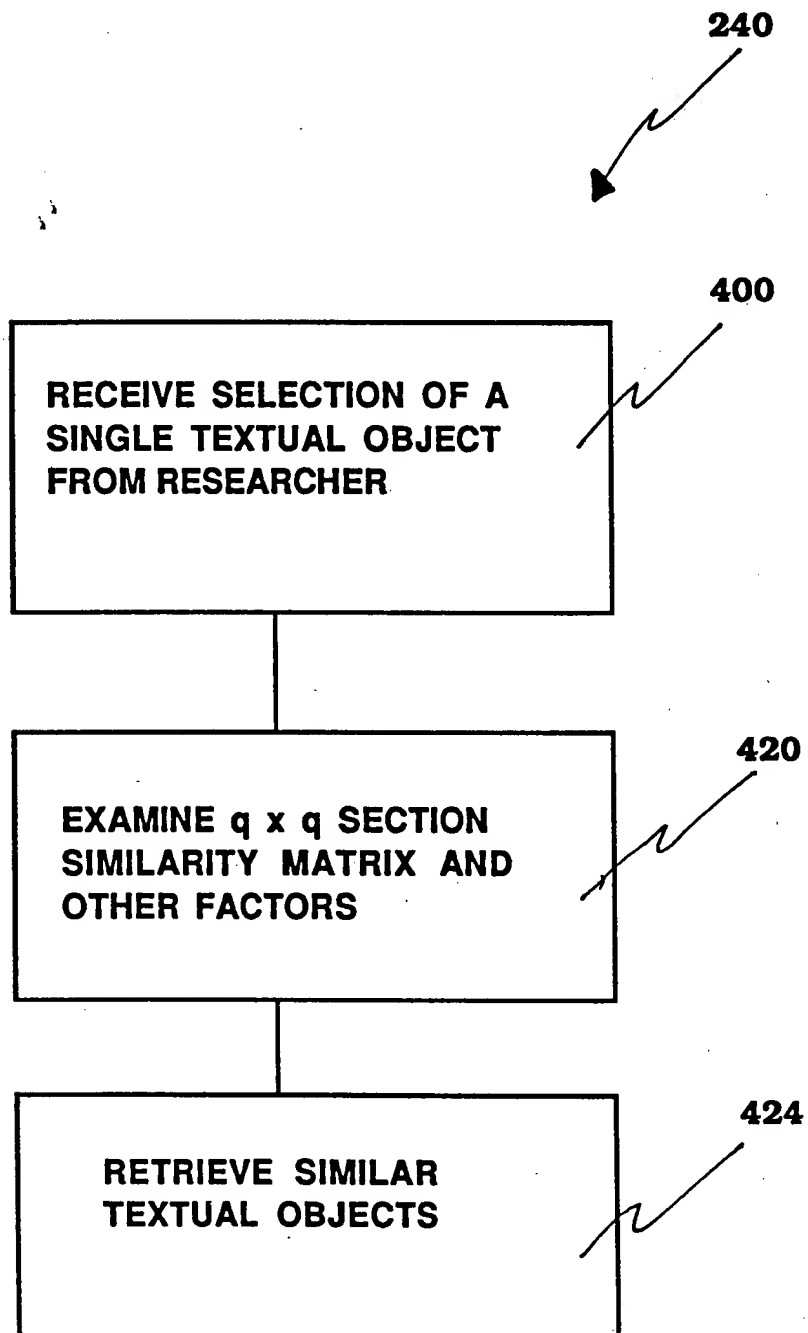 240
400
RECEIVE SELECTION OF A
SINGLE TEXTUAL OBJECT
FROM RESEARCHER
420
EXAMINE q x q SECTION
SIMILARITY MATRIX AND
OTHER FACTORS
424
RETRIEVE SIMILAR
TEXTUAL OBJECTS